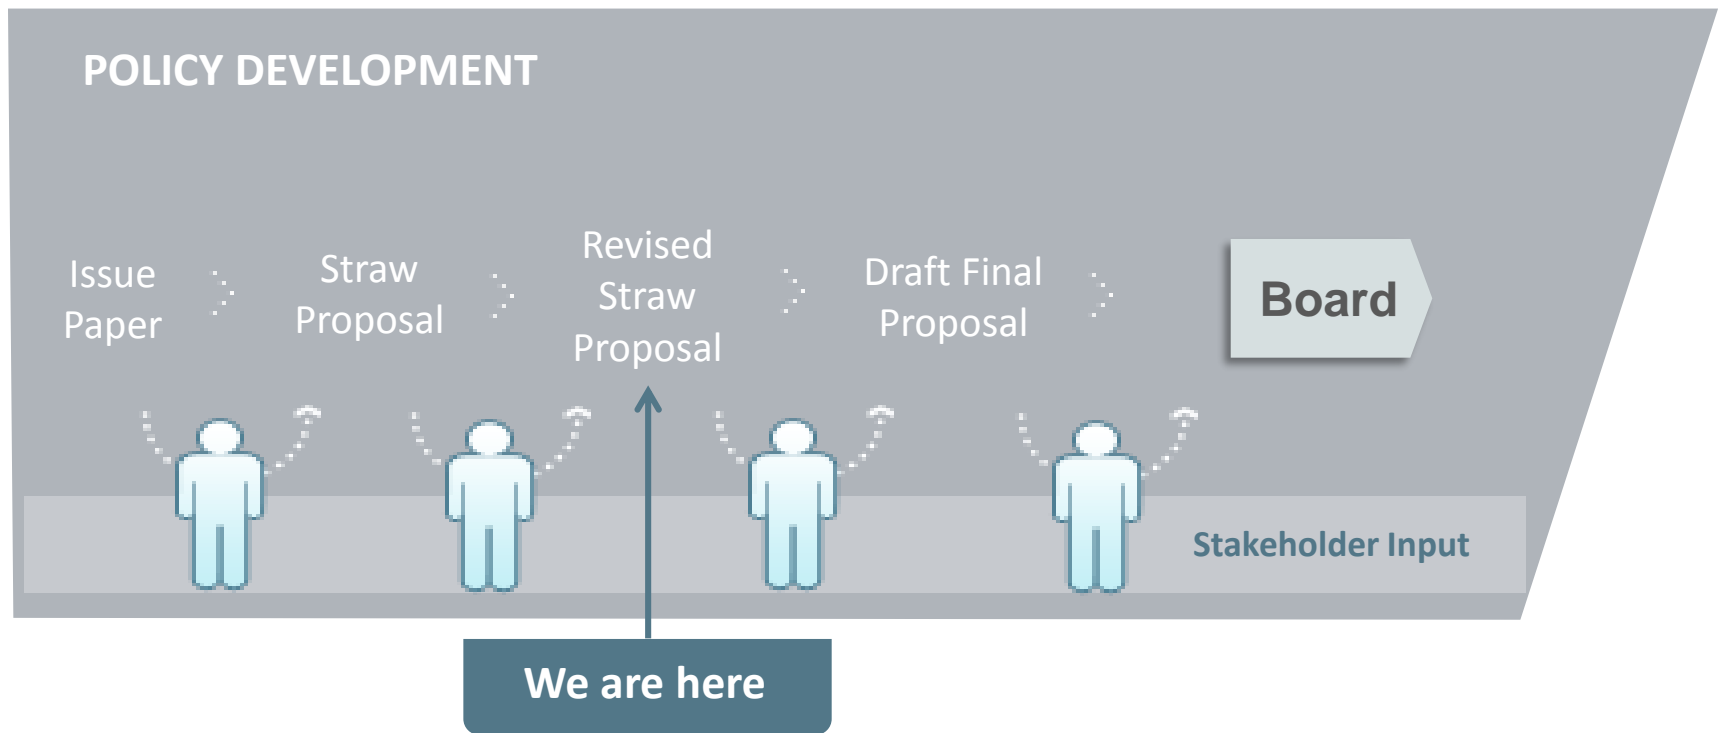 POLICY DEVELOPMENT
Issue
Paper
Straw
Proposal
Revised
Straw
Proposal
Draft Final
Proposal
Board
Stakeholder Input
We are here